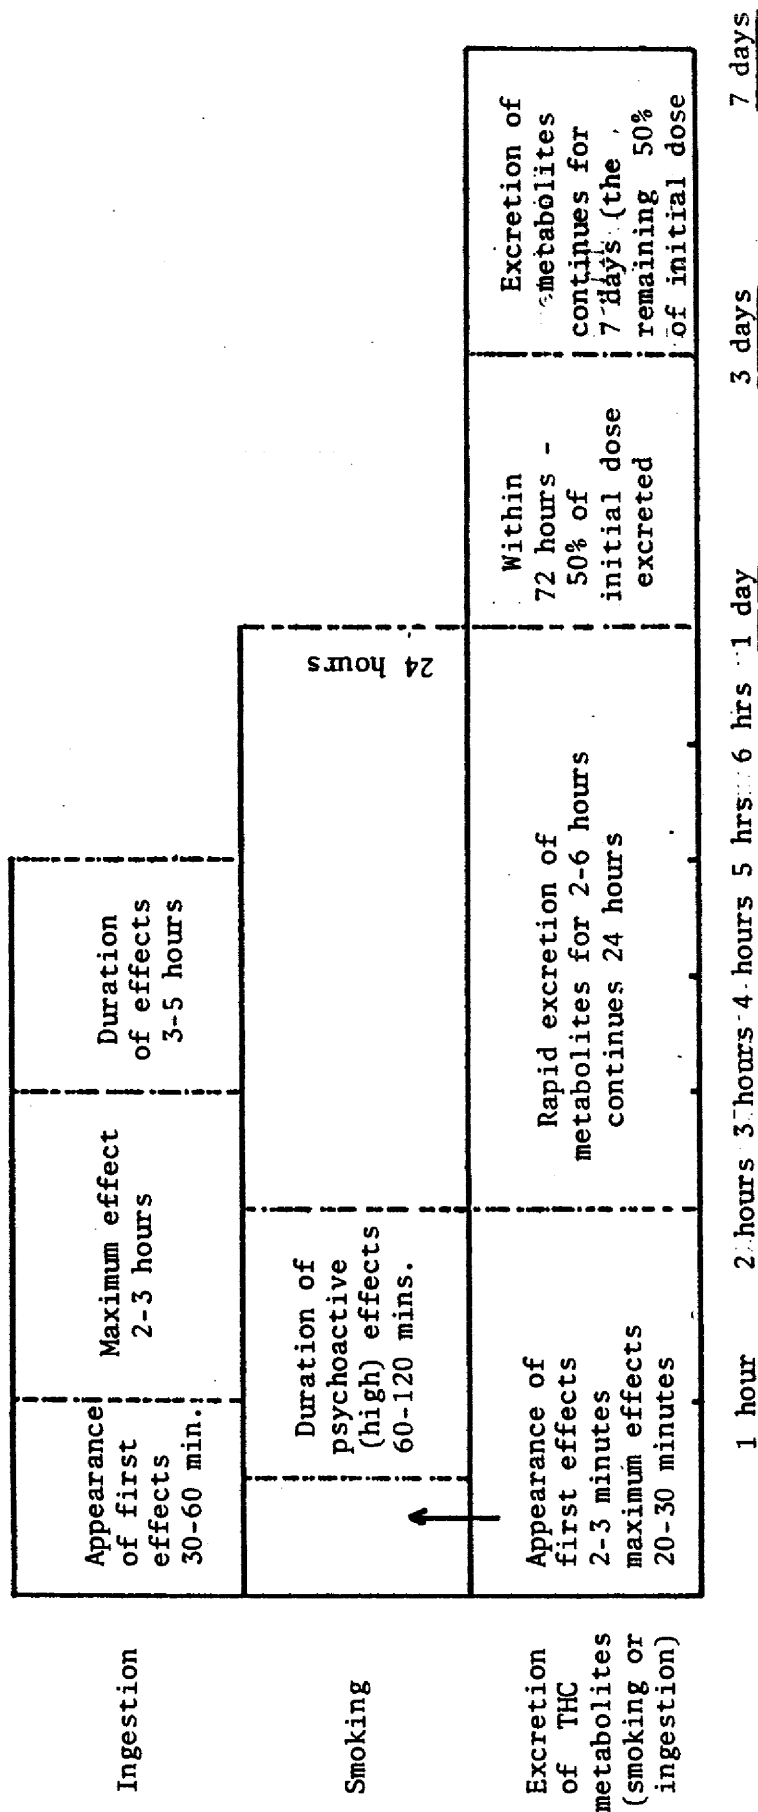 Ingestion
Appearance
of first
effects
30-60 min.
Maximum effect
2-3 hours
Duration
of effects
3-5 hours
Smoking
Duration of
psychoactive
(high) effects
60-120 mins.
24 hours
Excretion
of THC
metabolites
(smoking or
ingestion)
Appearance of
first effects
2-3 minutes
maximum effects
20-30 minutes
Rapid excretion of
metabolites for 2-6 hours
continues 24 hours
Within
72 hours -
50% of
initial dose
excreted
Excretion of
metabolites
continues for
7 days (the
remaining 50%
of initial dose
1 hour 2 hours 3 hours 4 hours 5 hrs 6 hrs 1 day 3 days 7 days